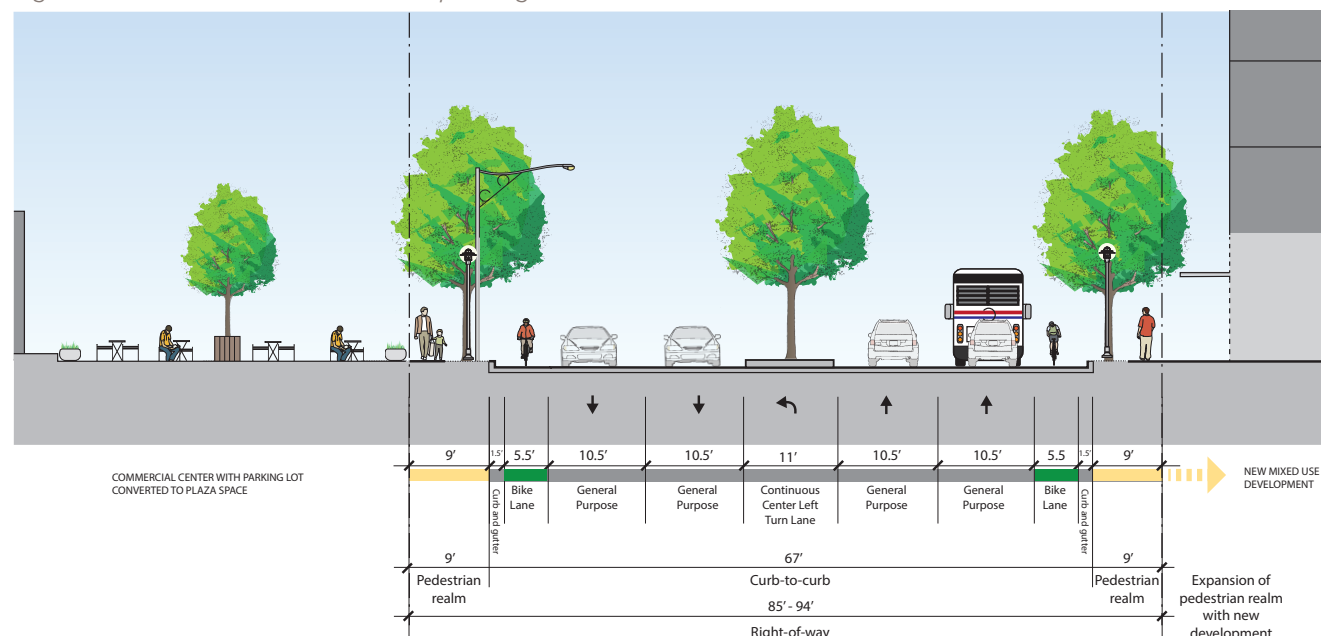 9'
1.5'
5.5'
10.5'
10.5'
11'
10.5'
10.5'
5.5
1.5'
9'
COMMERCIAL CENTER WITH PARKING LOT
CONVERTED TO PLAZA SPACE
NEW MIXED USE
DEVELOPMENT
Curb and gutter
Bike
Lane
General
Purpose
General
Purpose
Continuous
Center Left
Turn Lane
General
Purpose
General
Purpose
Bike
Lane
Curb and gutter
9'
67'
9'
Pedestrian
realm
Curb-to-curb
Pedestrian
realm
Expansion of
pedestrian realm
with new
development
85' - 94'
Right-of-way